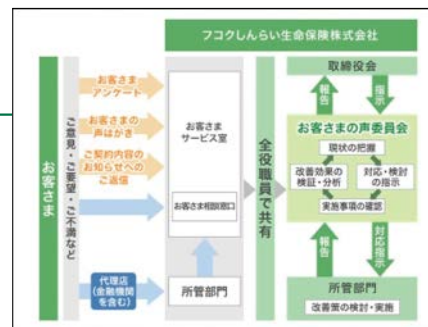 フコクしんらい生命保険株式会社
お客さま
ご意見・ご要望・ご不満など
お客さま
アンケート
お客さまの
声はがき
ご契約内容の
お知らせへの
ご返信
代理店
(金融機関
を含む)
お客さま
サービス室
お客さま相談窓口
所管部門
全役職員で共有
取締役会
報告
指示
お客さまの声委員会
現状の把握
改善効果の
検証・分析
対応・検討
の指示
実施事項の確認
報告
対応指示
所管部門
改善策の検討・実施